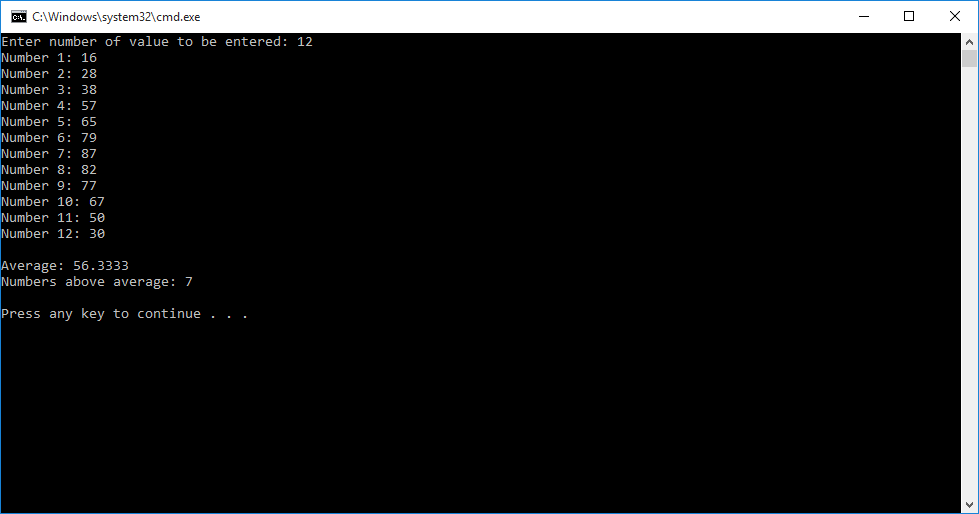 C:\Windows\system32\cmd.exe
Enter number of value to be entered: 12
Number 1: 16
Number 2: 28
Number 3: 38
Number 4: 57
Number 5: 65
Number 6: 79
Number 7: 87
Number 8: 82
Number 9: 77
Number 10: 67
Number 11: 50
Number 12: 30
Average: 56.3333
Numbers above average: 7
Press any key to continue . . .